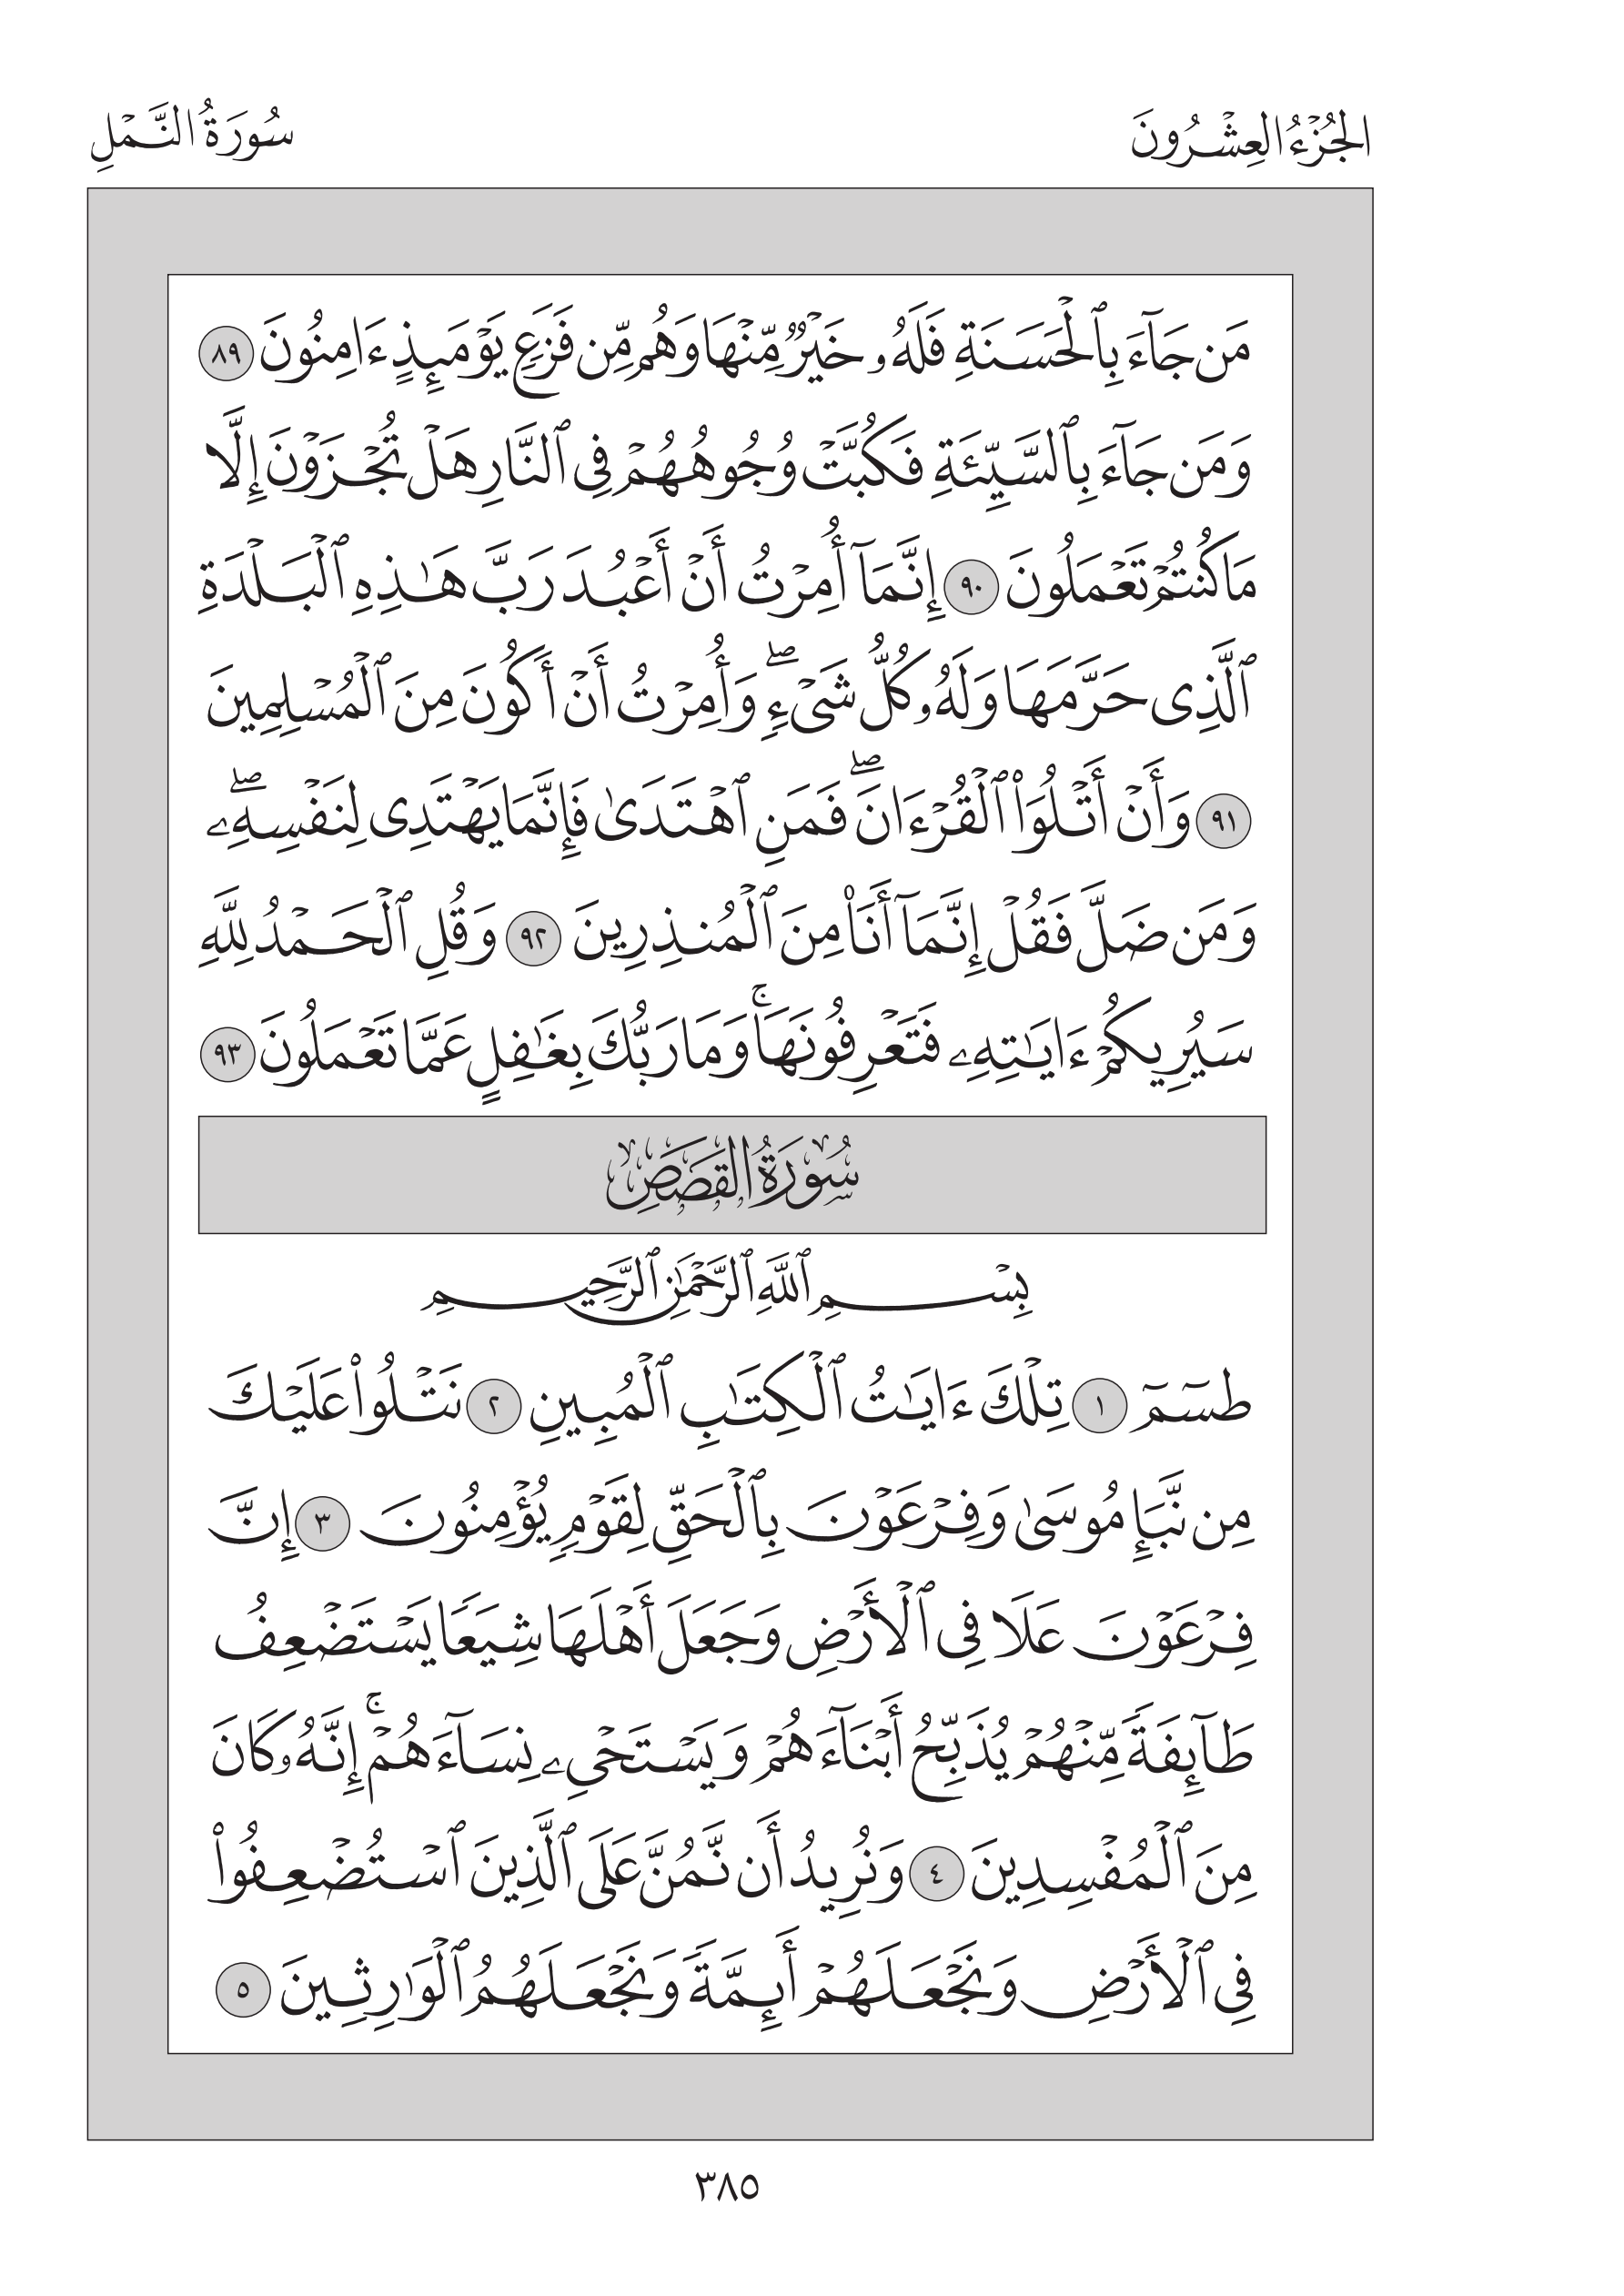 الجُزْءُ العِشْرُونَ
سُورَةُ النَّمْلِ
مَن جَآءَ بِٱلْحَسَنَةِ فَلَهُۥ خَيْرٌ مِّنْهَا وَهُم مِّن فَزَعٍ يَوْمَئِذٍ ءَامِنُونَ ٨٩
وَمَن جَآءَ بِٱلسَّيِّئَةِ فَكُبَّتْ وُجُوهُهُمْ فِى ٱلنَّارِ هَلْ تُجْزَوْنَ إِلَّا
مَا كُنتُمْ تَعْمَلُونَ ٩٠ إِنَّمَآ أُمِرْتُ أَنْ أَعْبُدَ رَبَّ هَـٰذِهِ ٱلْبَلْدَةِ
ٱلَّذِى حَرَّمَهَا وَلَهُۥ كُلُّ شَىْءٍ ۖ وَأُمِرْتُ أَنْ أَكُونَ مِنَ ٱلْمُسْلِمِينَ
٩١ وَأَنْ أَتْلُوَا۟ ٱلْقُرْءَانَ ۖ فَمَنِ ٱهْتَدَىٰ فَإِنَّمَا يَهْتَدِى لِنَفْسِهِۦ ۖ
وَمَن ضَلَّ فَقُلْ إِنَّمَآ أَنَا۠ مِنَ ٱلْمُنذِرِينَ ٩٢ وَقُلِ ٱلْحَمْدُ لِلَّهِ
سَيُرِيكُمْ ءَايَـٰتِهِۦ فَتَعْرِفُونَهَا ۚ وَمَا رَبُّكَ بِغَـٰفِلٍ عَمَّا تَعْمَلُونَ ٩٣
سُورَةُ القَصَصِ
بِسْمِ ٱللَّهِ ٱلرَّحْمَـٰنِ ٱلرَّحِيمِ
طسٓمٓ ١ تِلْكَ ءَايَـٰتُ ٱلْكِتَـٰبِ ٱلْمُبِينِ ٢ نَتْلُوا۟ عَلَيْكَ
مِن نَّبَإِ مُوسَىٰ وَفِرْعَوْنَ بِٱلْحَقِّ لِقَوْمٍ يُؤْمِنُونَ ٣ إِنَّ
فِرْعَوْنَ عَلَا فِى ٱلْأَرْضِ وَجَعَلَ أَهْلَهَا شِيَعًا يَسْتَضْعِفُ
طَآئِفَةً مِّنْهُمْ يُذَبِّحُ أَبْنَآءَهُمْ وَيَسْتَحْىِۦ نِسَآءَهُمْ ۚ إِنَّهُۥ كَانَ
مِنَ ٱلْمُفْسِدِينَ ٤ وَنُرِيدُ أَن نَّمُنَّ عَلَى ٱلَّذِينَ ٱسْتُضْعِفُوا۟
فِى ٱلْأَرْضِ وَنَجْعَلَهُمْ أَئِمَّةً وَنَجْعَلَهُمُ ٱلْوَٰرِثِينَ ٥
٣٨٥